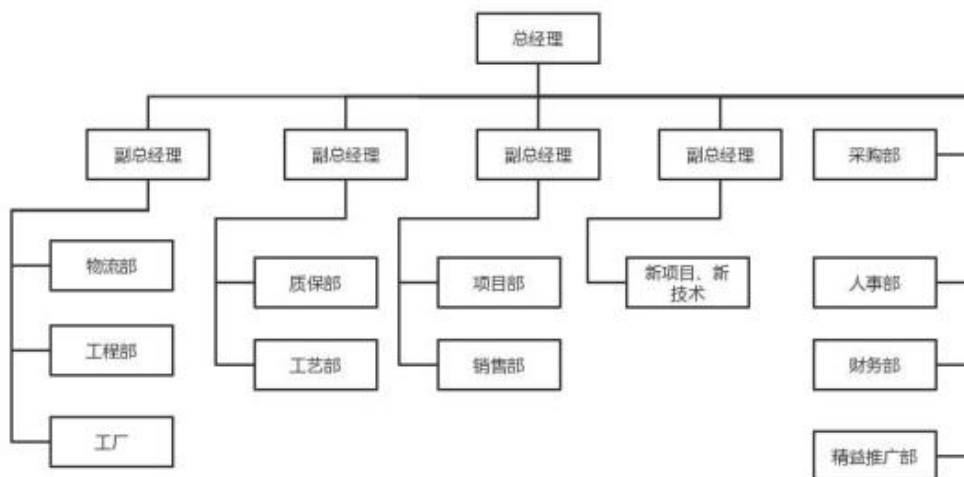 总经理
副总经理
副总经理
副总经理
副总经理
采购部
物流部
质保部
项目部
新项目、新
技术
人事部
工程部
工艺部
销售部
财务部
工厂
精益推广部